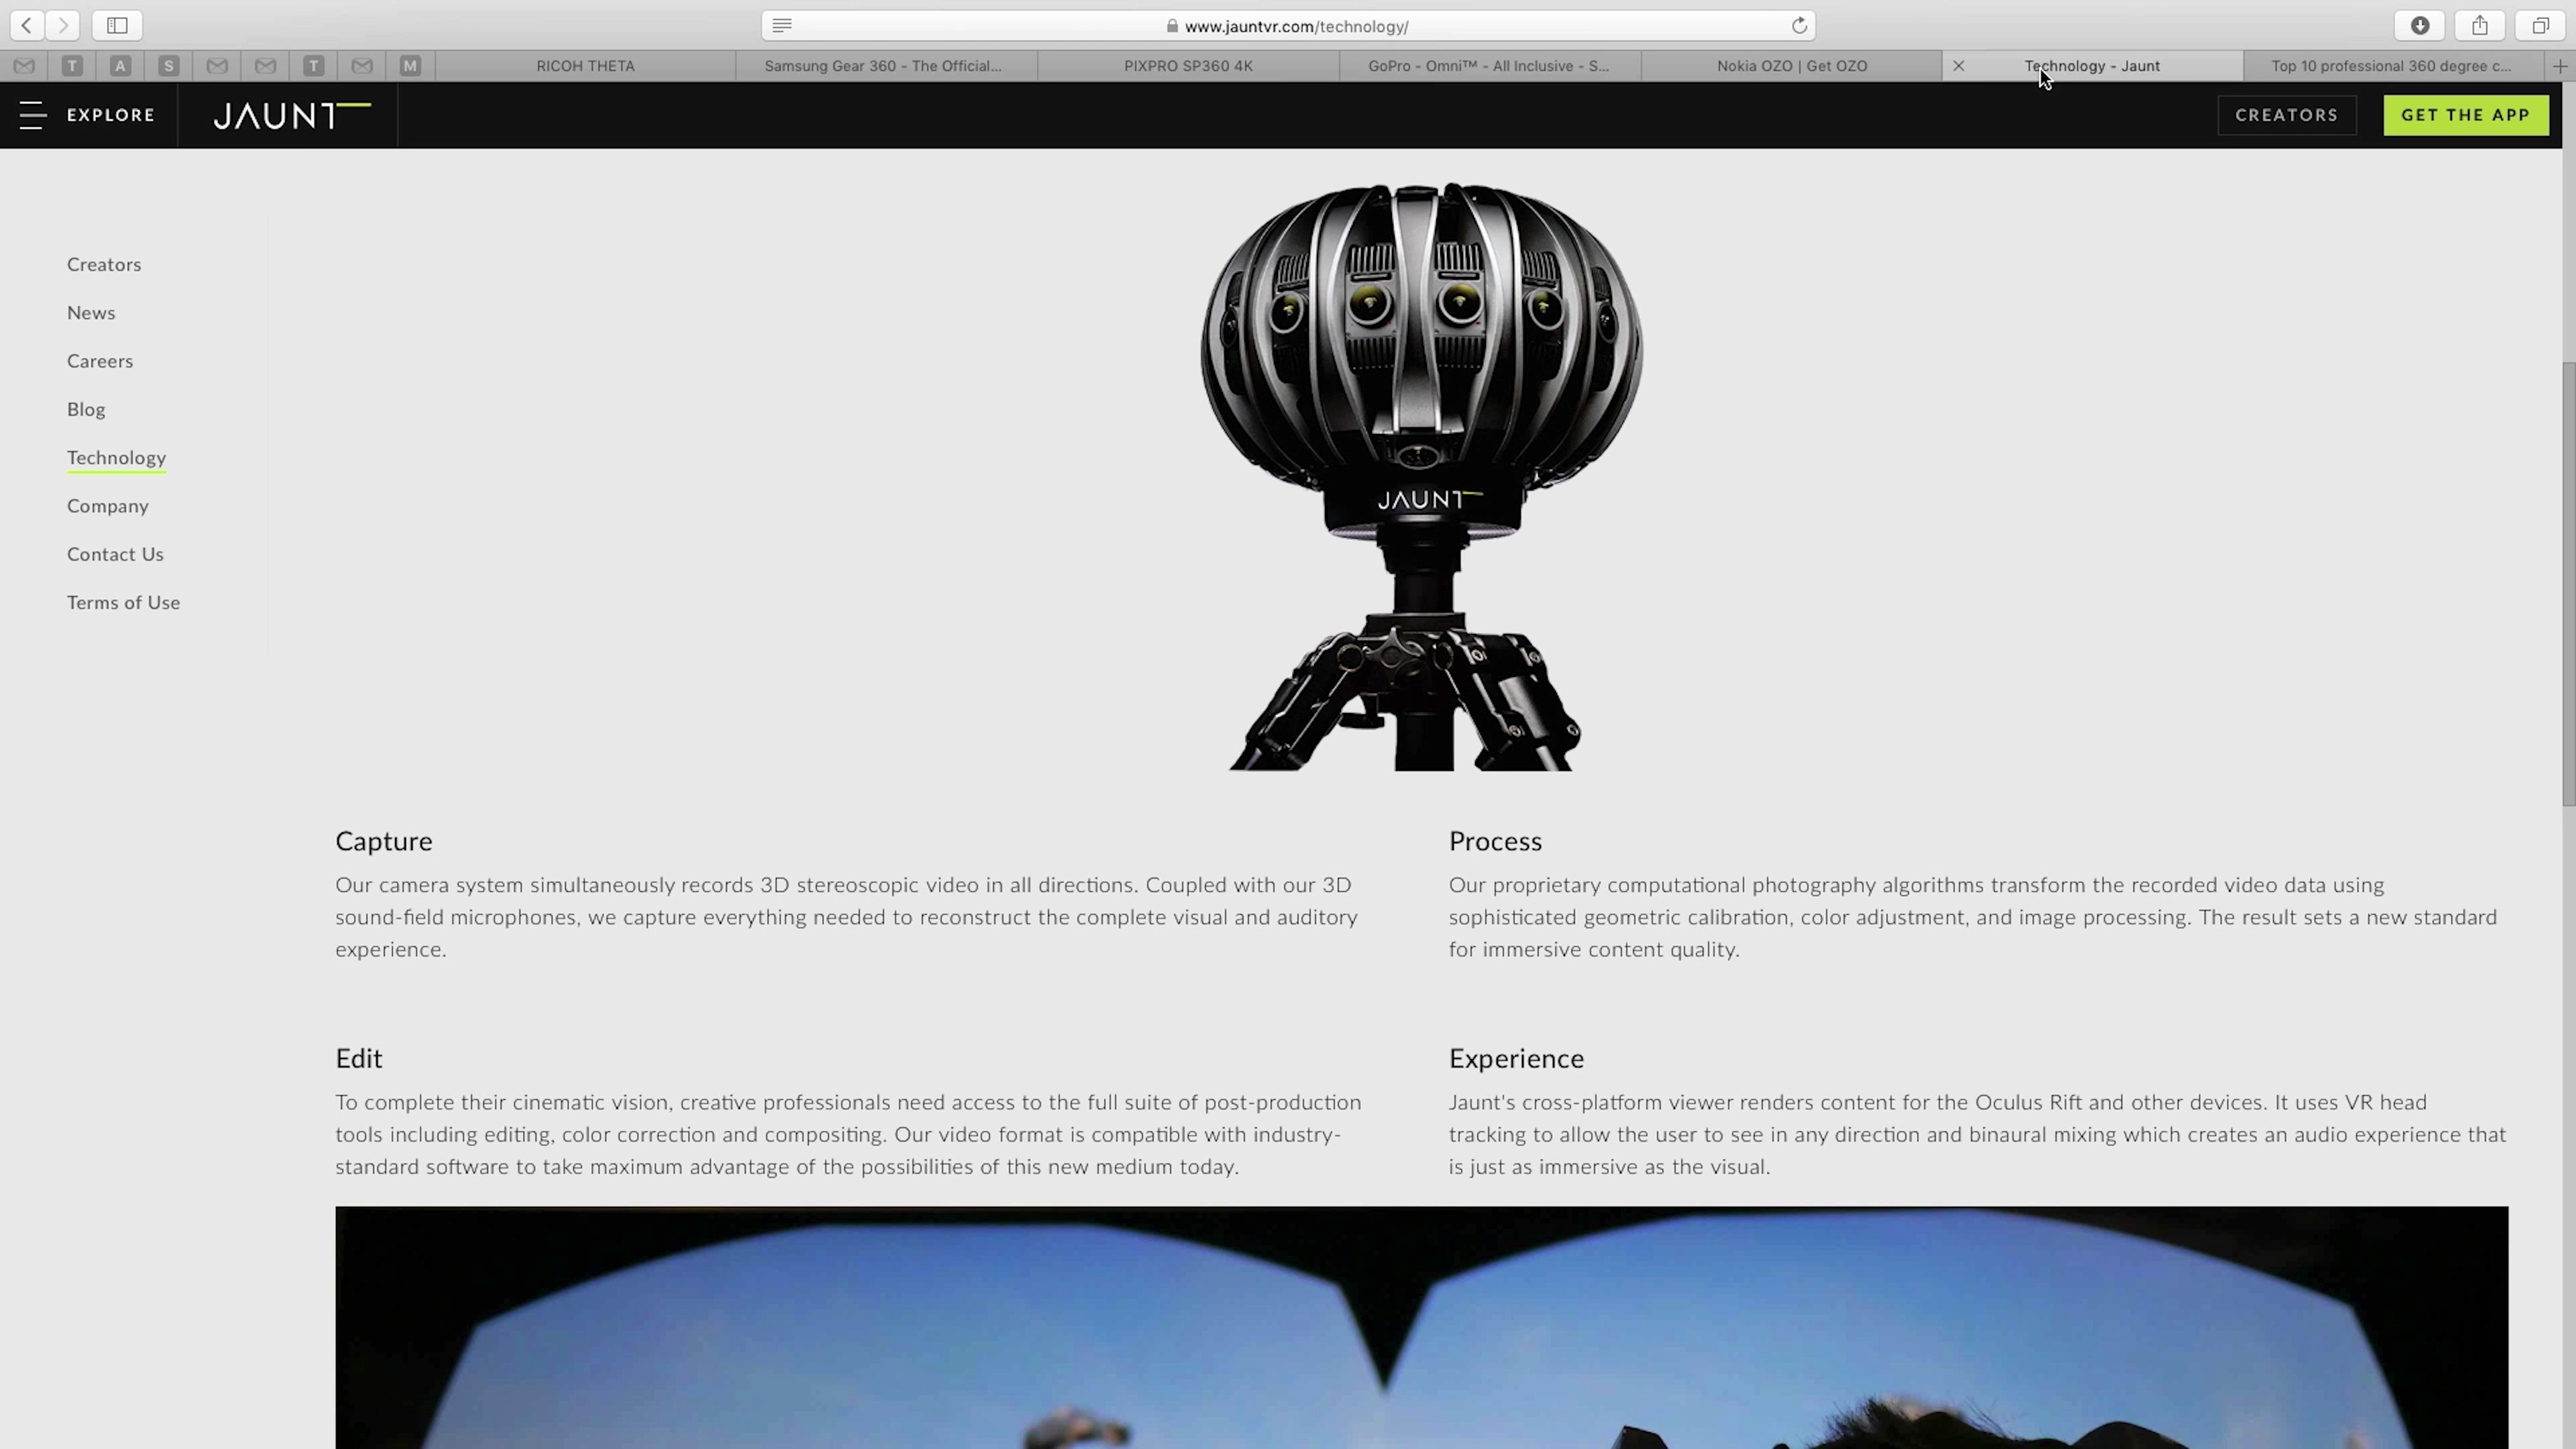 www.jauntvr.com/technology/
T
A
S
T
M
RICOH THETA
Samsung Gear 360 - The Official...
PIXPRO SP360 4K
GoPro - Omni™ - All Inclusive - S...
Nokia OZO | Get OZO
Technology - Jaunt
Top 10 professional 360 degree c...
EXPLORE
JAUNT
CREATORS
GET THE APP
Creators
News
Careers
Blog
Technology
Company
Contact Us
Terms of Use
JAUNT
Capture
Our camera system simultaneously records 3D stereoscopic video in all directions. Coupled with our 3D
sound-field microphones, we capture everything needed to reconstruct the complete visual and auditory
experience.
Process
Our proprietary computational photography algorithms transform the recorded video data using
sophisticated geometric calibration, color adjustment, and image processing. The result sets a new standard
for immersive content quality.
Edit
To complete their cinematic vision, creative professionals need access to the full suite of post-production
tools including editing, color correction and compositing. Our video format is compatible with industry-
standard software to take maximum advantage of the possibilities of this new medium today.
Experience
Jaunt's cross-platform viewer renders content for the Oculus Rift and other devices. It uses VR head
tracking to allow the user to see in any direction and binaural mixing which creates an audio experience that
is just as immersive as the visual.